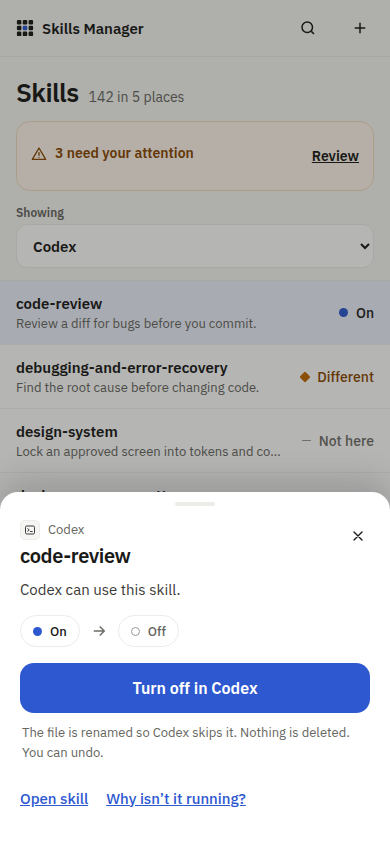 Skills Manager
Skills 142 in 5 places
3 need your attention
Review
Showing
Codex
code-review
Review a diff for bugs before you commit.
On
debugging-and-error-recovery
Find the root cause before changing code.
Different
design-system
Lock an approved screen into tokens and co...
Not here
Codex
code-review
Codex can use this skill.
On → Off
Turn off in Codex
The file is renamed so Codex skips it. Nothing is deleted.
You can undo.
Open skill Why isn’t it running?